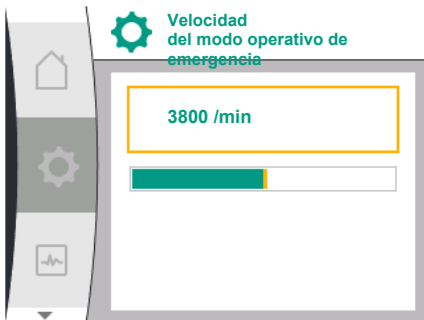 Velocidad
del modo operativo de
emergencia
3800 /min